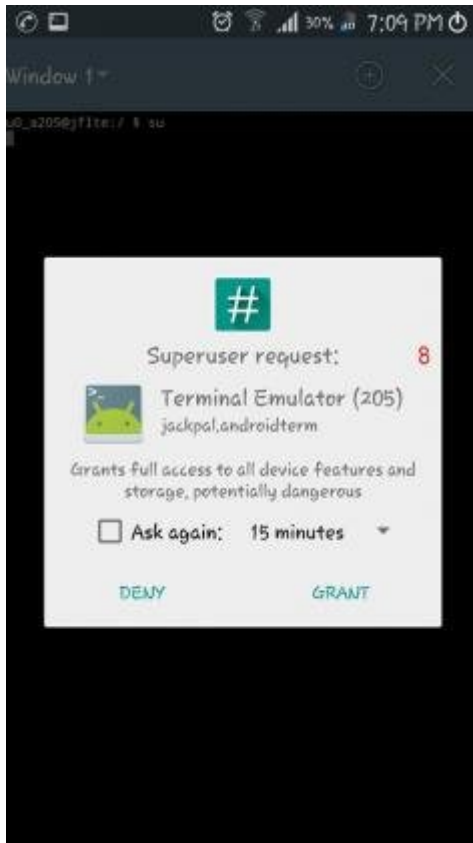 30% 7:09 PM
Window 1
u0_a205@jflte:/ $ su
#
Superuser request: 8
Terminal Emulator (205)
jackpal.androidterm
Grants full access to all device features and
storage, potentially dangerous
Ask again: 15 minutes
DENY GRANT